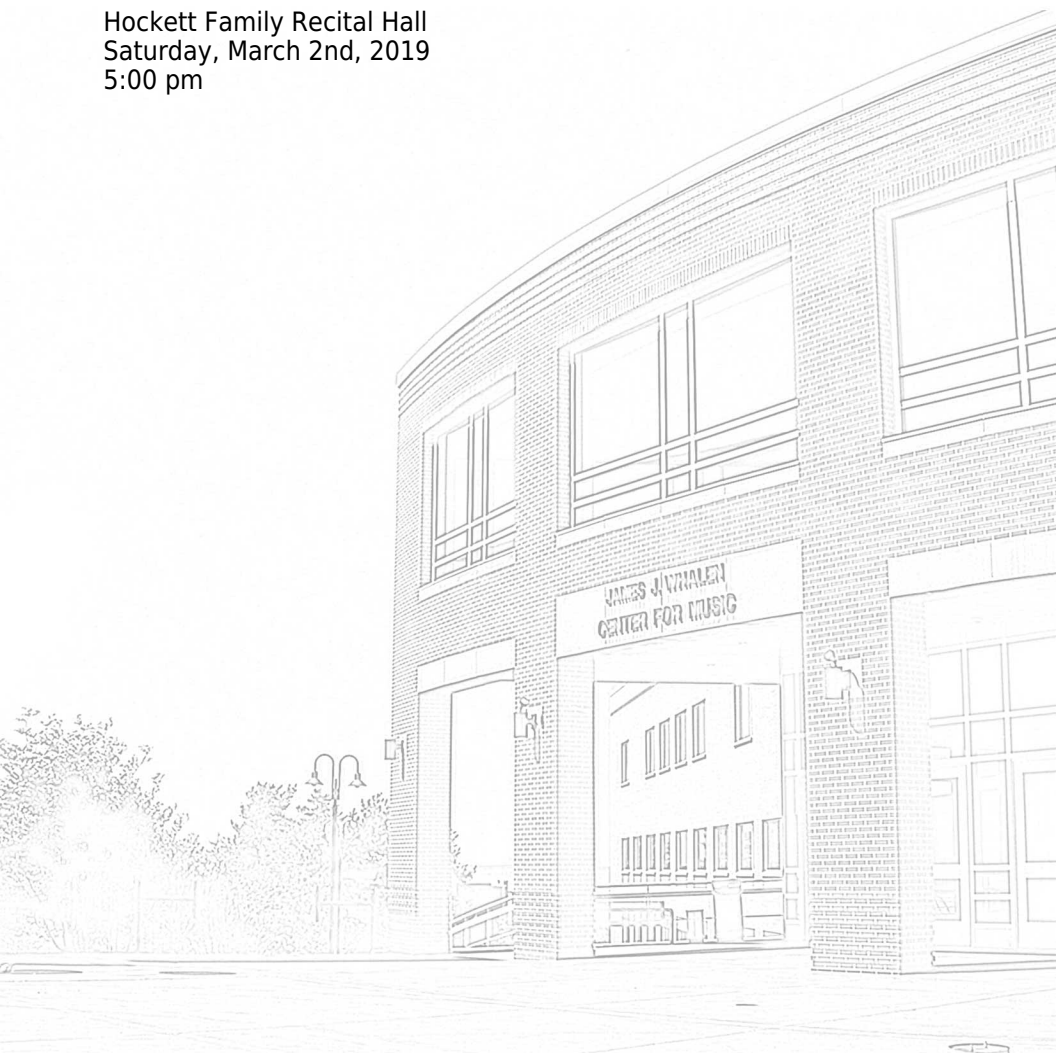 Hockett Family Recital Hall
Saturday, March 2nd, 2019
5:00 pm
JAMES J. WHALEN
CENTER FOR MUSIC